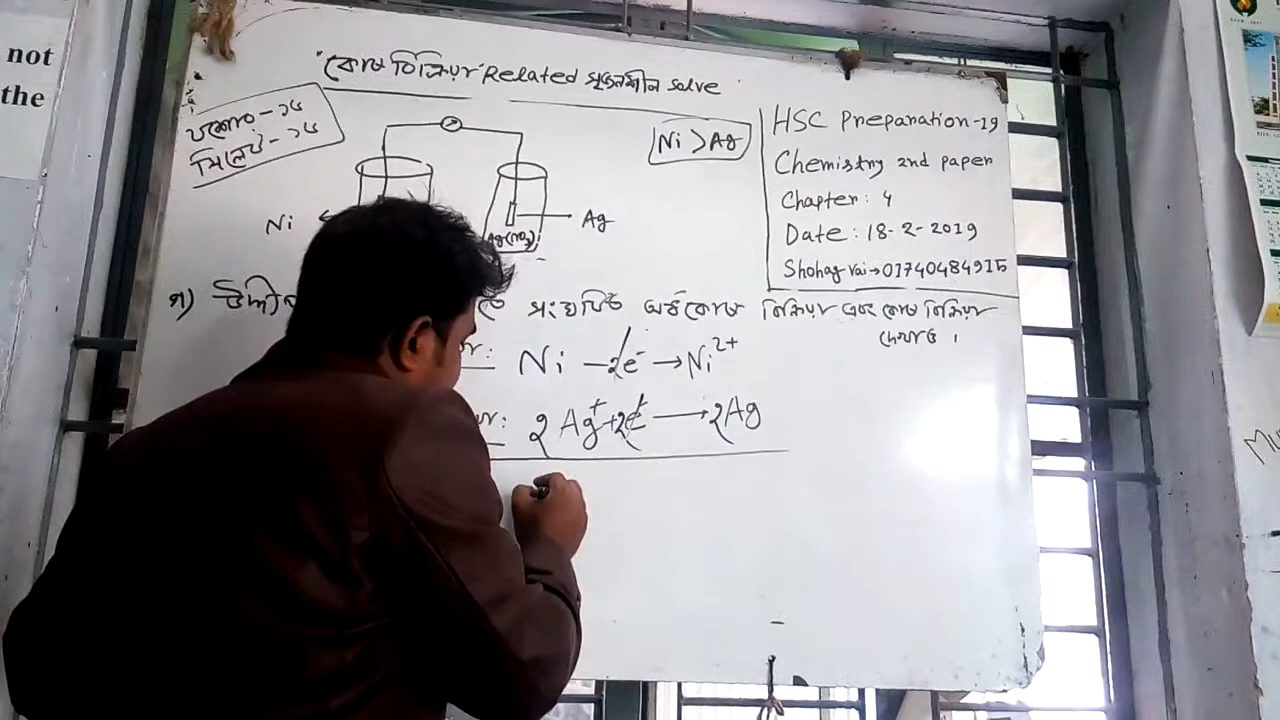 not
the
"কোষ বিক্রিয়া" Related সৃজনশীল solve
যশোর-১৬
সিলেট-১৬
Ni > Ag
HSC Preparation-19
Chemistry 2nd paper
Chapter: 4
Date: 18-2-2019
Shohag vai→01740484915
Ni
Ag
Ag(NO3)
গ) সংঘটিত অর্ধকোষ বিক্রিয়া এবং কোষ বিক্রিয়া
দেখাও।
Ni – 2e⁻ → Ni²⁺
2Ag⁺ + 2e⁻ → 2Ag